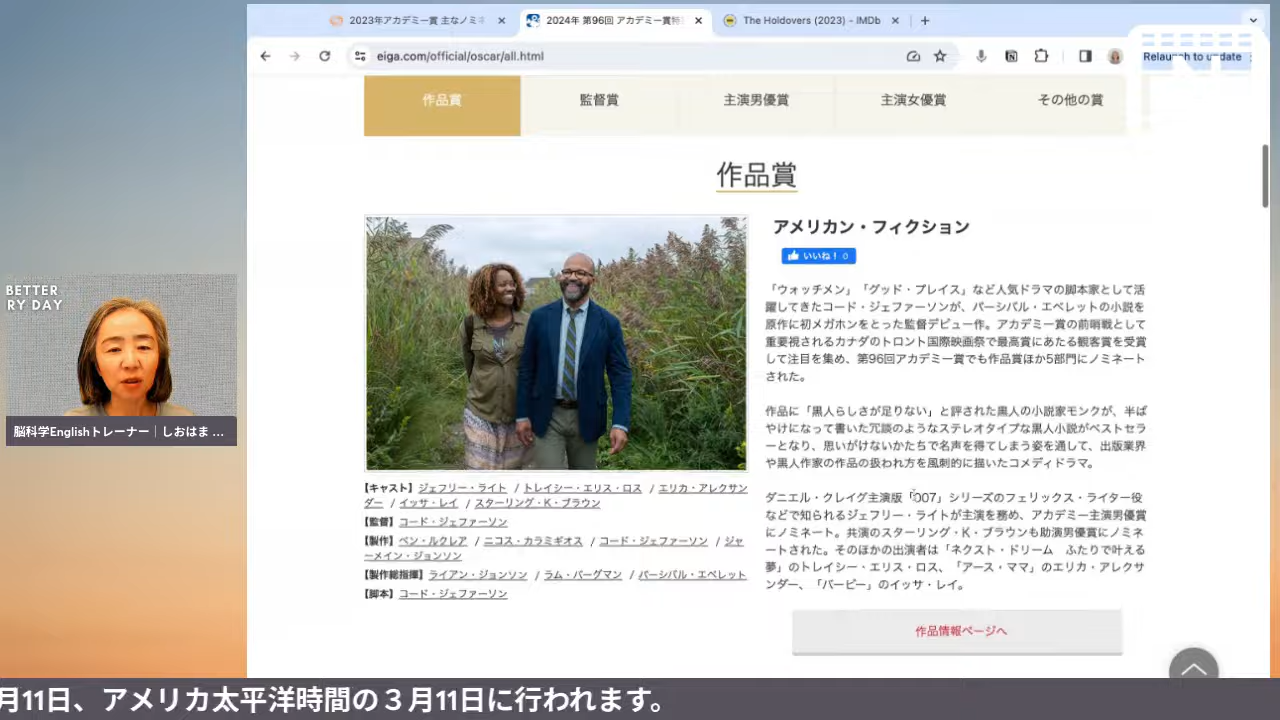 2023年アカデミー賞 主なノミネ
2024年 第96回 アカデミー賞特
The Holdovers (2023) - IMDb
eiga.com/official/oscar/all.html
Relaunch to update
作品賞
監督賞
主演男優賞
主演女優賞
その他の賞
作品賞
アメリカン・フィクション
いいね！ 0
「ウォッチメン」「グッド・プレイス」など人気ドラマの脚本家として活
躍してきたコード・ジェファーソンが、パーシバル・エベレットの小説を
原作に初メガホンをとった監督デビュー作。アカデミー賞の前哨戦として
重要視されるカナダのトロント国際映画祭で最高賞にあたる観客賞を受賞
して注目を集め、第96回アカデミー賞でも作品賞ほか5部門にノミネート
された。
作品に「黒人らしさが足りない」と評された黒人の小説家モンクが、半ば
やけになって書いた冗談のようなステレオタイプな黒人小説がベストセラ
ーとなり、思いがけないかたちで名声を得てしまう姿を通して、出版業界
や黒人作家の作品の扱われ方を風刺的に描いたコメディドラマ。
ダニエル・クレイグ主演版「007」シリーズのフェリックス・ライター役
などで知られるジェフリー・ライトが主演を務め、アカデミー主演男優賞
にノミネート。共演のスターリング・K・ブラウンも助演男優賞にノミネ
ートされた。そのほかの出演者は「ネクスト・ドリーム　ふたりで叶える
夢」のトレイシー・エリス・ロス、「アース・ママ」のエリカ・アレクサ
ンダー、「バービー」のイッサ・レイ。
作品情報ページへ
【キャスト】ジェフリー・ライト / トレイシー・エリス・ロス / エリカ・アレクサン
ダー / イッサ・レイ / スターリング・K・ブラウン
【監督】コード・ジェファーソン
【製作】ベン・ルクレア / ニコス・カラミギオス / コード・ジェファーソン / ジャ
ーメイン・ジョンソン
【製作総指揮】ライアン・ジョンソン / ラム・バーグマン / パーシバル・エベレット
【脚本】コード・ジェファーソン
BETTER
RY DAY
脳科学Englishトレーナー｜しおはま ...
月11日、アメリカ太平洋時間の３月11日に行われます。